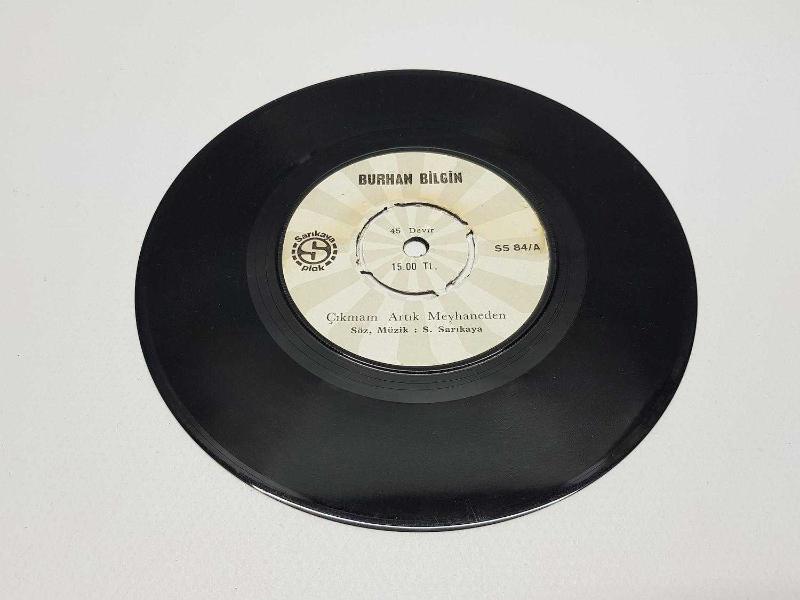 BURHAN BİLGİN
45 Devir
Sarıkaya
S
plak
SS 84/A
15.00 TL.
Çıkmam Artık Meyhaneden
Söz, Müzik : S. Sarıkaya